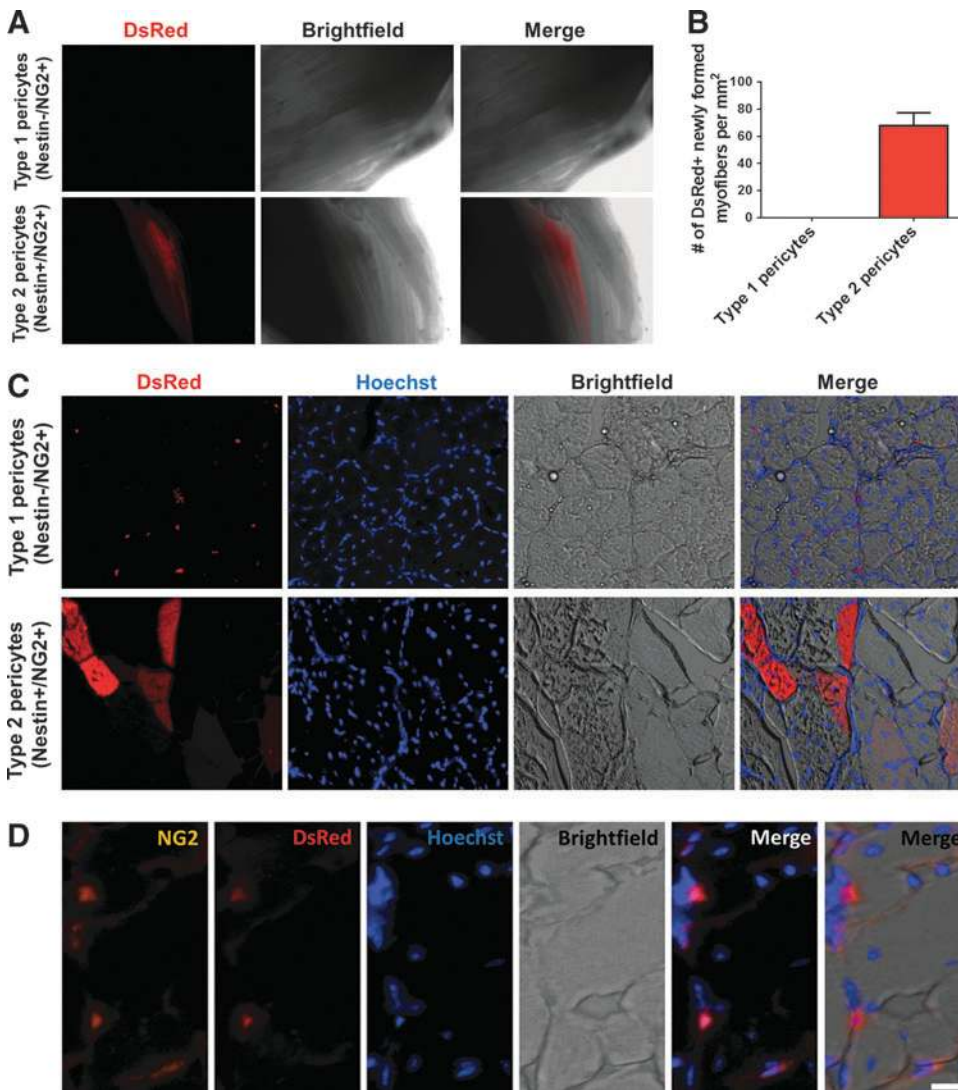 A
DsRed
Brightfield
Merge
Type 1 pericytes
(Nestin-/NG2+)
Type 2 pericytes
(Nestin+/NG2+)
B
# of DsRed+ newly formed
myofibers per mm2
100
80
60
40
20
0
Type 1 pericytes
Type 2 pericytes
C
DsRed
Hoechst
Brightfield
Merge
Type 1 pericytes
(Nestin-/NG2+)
Type 2 pericytes
(Nestin+/NG2+)
D
NG2
DsRed
Hoechst
Brightfield
Merge
Merge